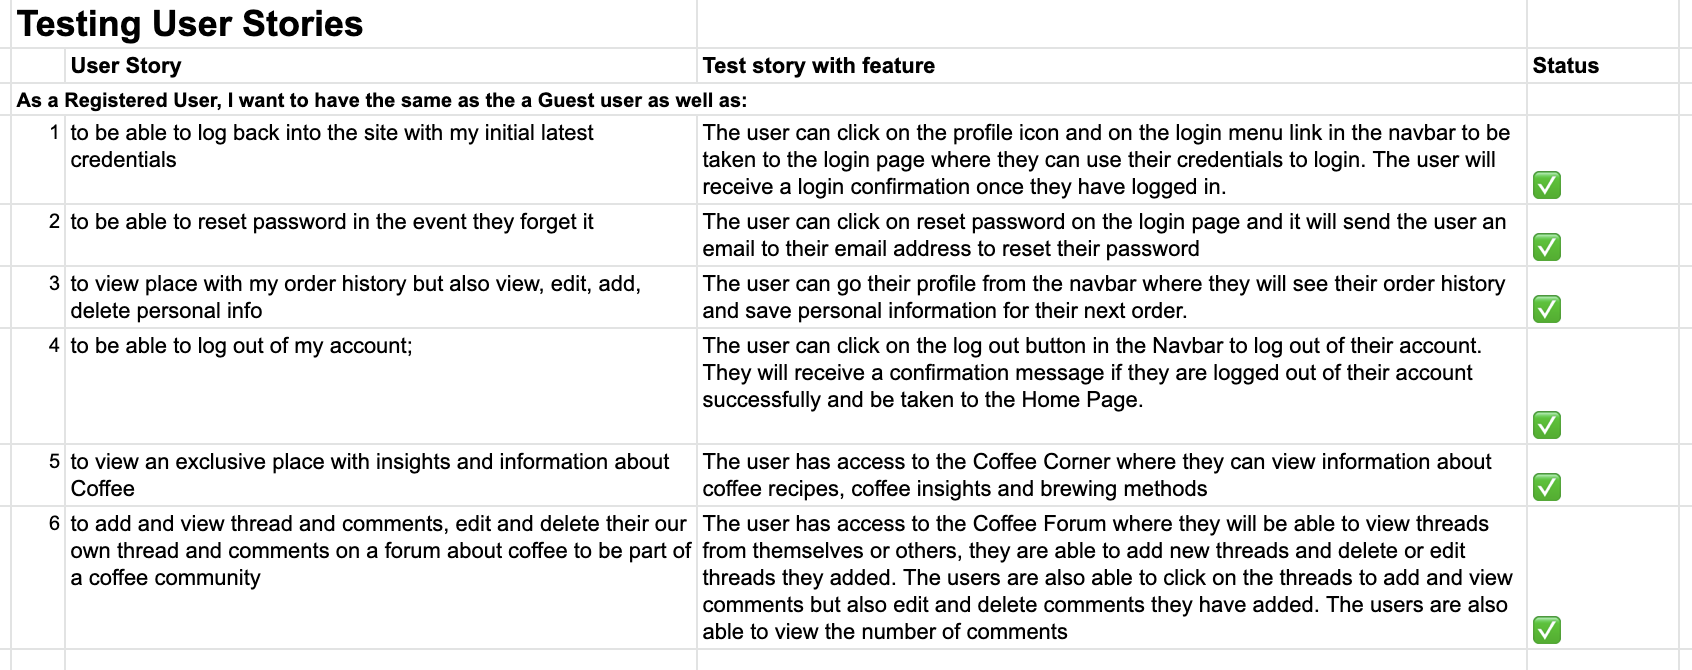 Testing User Stories
User Story
Test story with feature
Status
As a Registered User, I want to have the same as the a Guest user as well as:
1
to be able to log back into the site with my initial latest
credentials
The user can click on the profile icon and on the login menu link in the navbar to be
taken to the login page where they can use their credentials to login. The user will
receive a login confirmation once they have logged in.
2
to be able to reset password in the event they forget it
The user can click on reset password on the login page and it will send the user an
email to their email address to reset their password
3
to view place with my order history but also view, edit, add,
delete personal info
The user can go their profile from the navbar where they will see their order history
and save personal information for their next order.
4
to be able to log out of my account;
The user can click on the log out button in the Navbar to log out of their account.
They will receive a confirmation message if they are logged out of their account
successfully and be taken to the Home Page.
5
to view an exclusive place with insights and information about
Coffee
The user has access to the Coffee Corner where they can view information about
coffee recipes, coffee insights and brewing methods
6
to add and view thread and comments, edit and delete their our
own thread and comments on a forum about coffee to be part of
a coffee community
The user has access to the Coffee Forum where they will be able to view threads
from themselves or others, they are able to add new threads and delete or edit
threads they added. The users are also able to click on the threads to add and view
comments but also edit and delete comments they have added. The users are also
able to view the number of comments